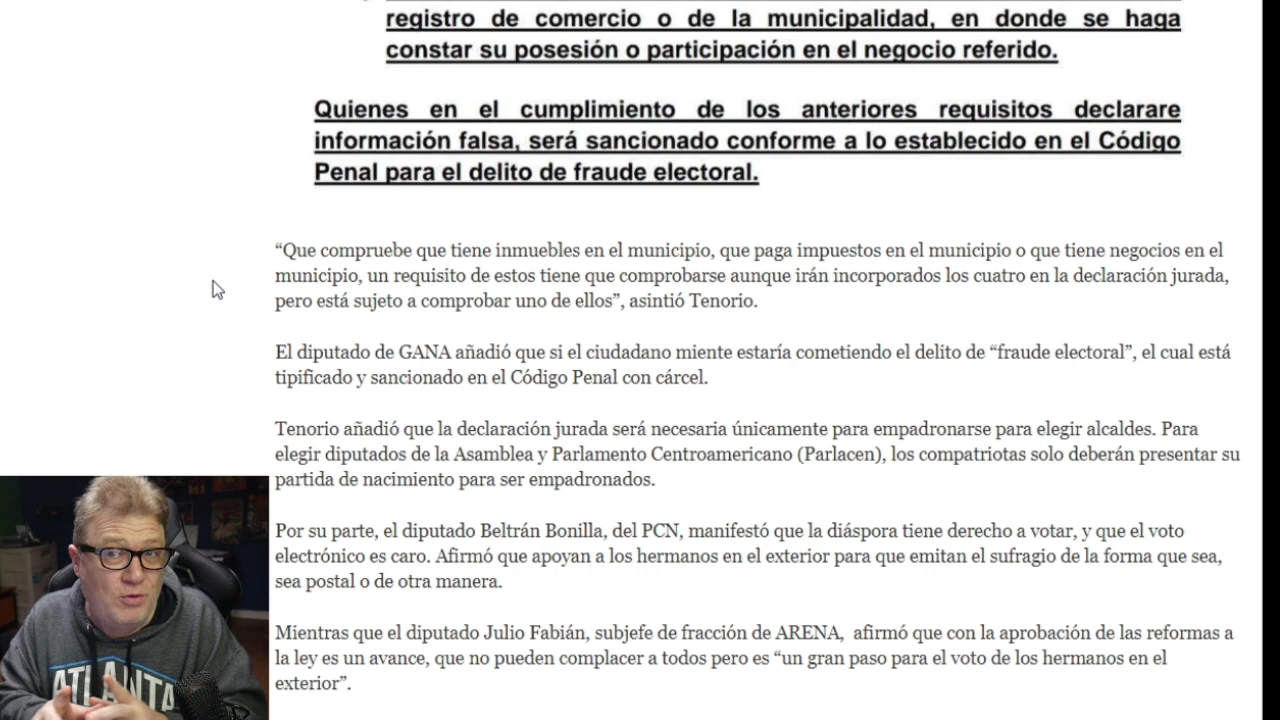 registro de comercio o de la municipalidad, en donde se haga
constar su posesión o participación en el negocio referido.
Quienes en el cumplimiento de los anteriores requisitos declarare
información falsa, será sancionado conforme a lo establecido en el Código
Penal para el delito de fraude electoral.
“Que compruebe que tiene inmuebles en el municipio, que paga impuestos en el municipio o que tiene negocios en el
municipio, un requisito de estos tiene que comprobarse aunque irán incorporados los cuatro en la declaración jurada,
pero está sujeto a comprobar uno de ellos”, asintió Tenorio.
El diputado de GANA añadió que si el ciudadano miente estaría cometiendo el delito de “fraude electoral”, el cual está
tipificado y sancionado en el Código Penal con cárcel.
Tenorio añadió que la declaración jurada será necesaria únicamente para empadronarse para elegir alcaldes. Para
elegir diputados de la Asamblea y Parlamento Centroamericano (Parlacen), los compatriotas solo deberán presentar su
partida de nacimiento para ser empadronados.
Por su parte, el diputado Beltrán Bonilla, del PCN, manifestó que la diáspora tiene derecho a votar, y que el voto
electrónico es caro. Afirmó que apoyan a los hermanos en el exterior para que emitan el sufragio de la forma que sea,
sea postal o de otra manera.
Mientras que el diputado Julio Fabián, subjefe de fracción de ARENA, afirmó que con la aprobación de las reformas a
la ley es un avance, que no pueden complacer a todos pero es “un gran paso para el voto de los hermanos en el
exterior”.
ATLANTA